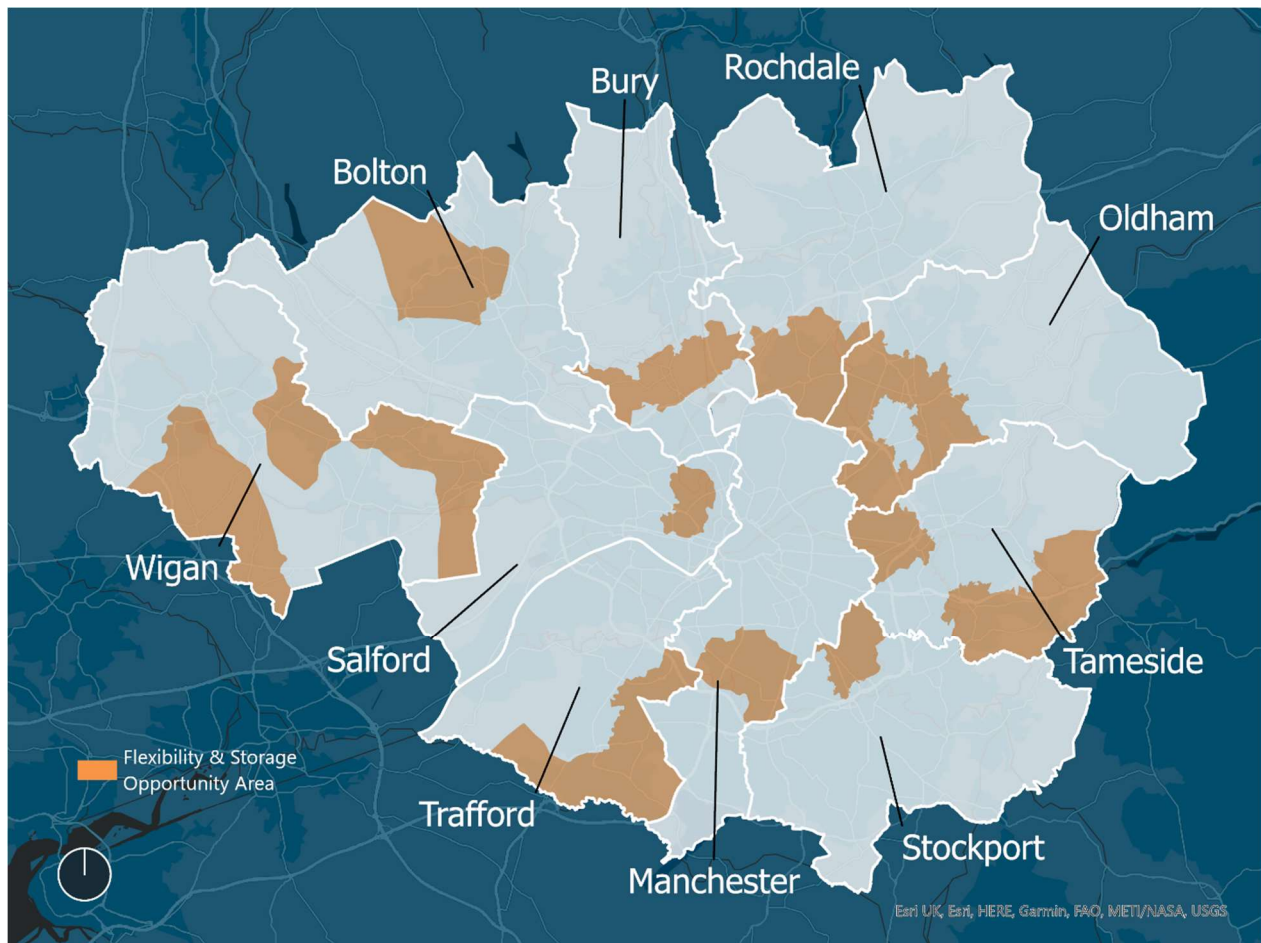 Rochdale
Bury
Bolton
Oldham
Wigan
Salford
Tameside
Flexibility & Storage
Opportunity Area
Trafford
Stockport
Manchester
Esri UK, Esri, HERE, Garmin, FAO, METI/NASA, USGS